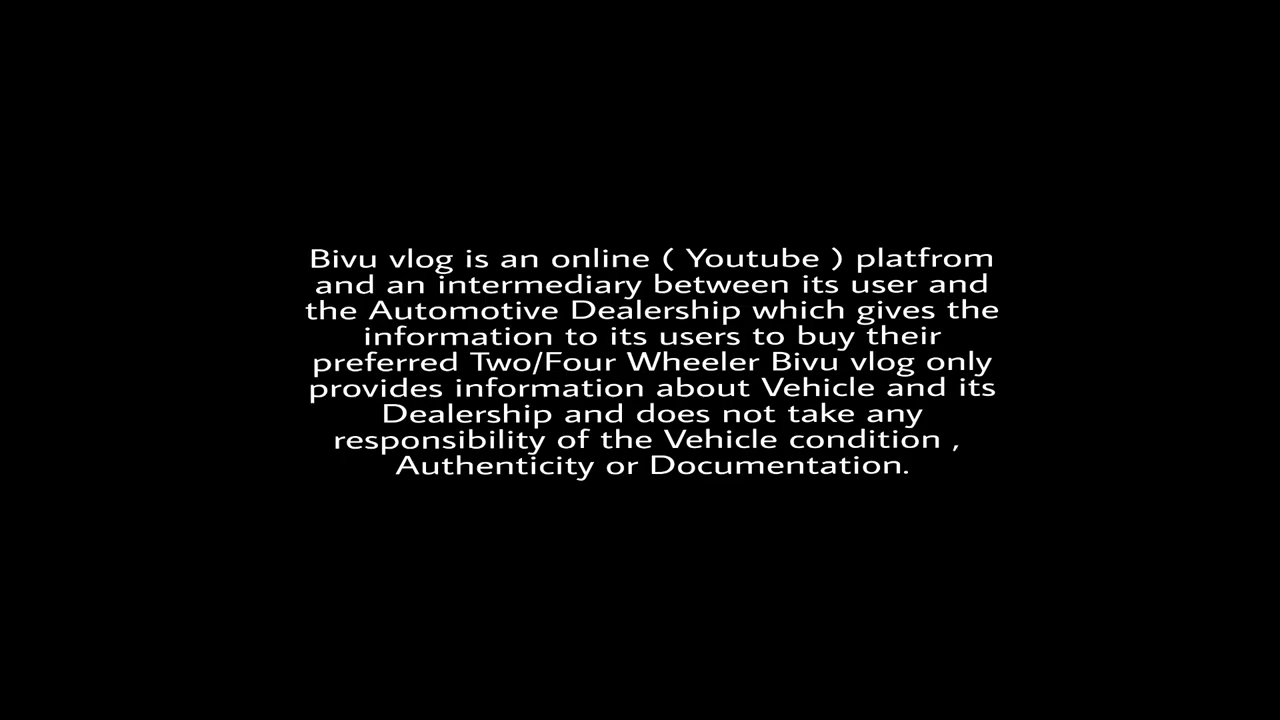 Bivu vlog is an online ( Youtube ) platfrom
and an intermediary between its user and
the Automotive Dealership which gives the
information to its users to buy their
preferred Two/Four Wheeler Bivu vlog only
provides information about Vehicle and its
Dealership and does not take any
responsibility of the Vehicle condition ,
Authenticity or Documentation.